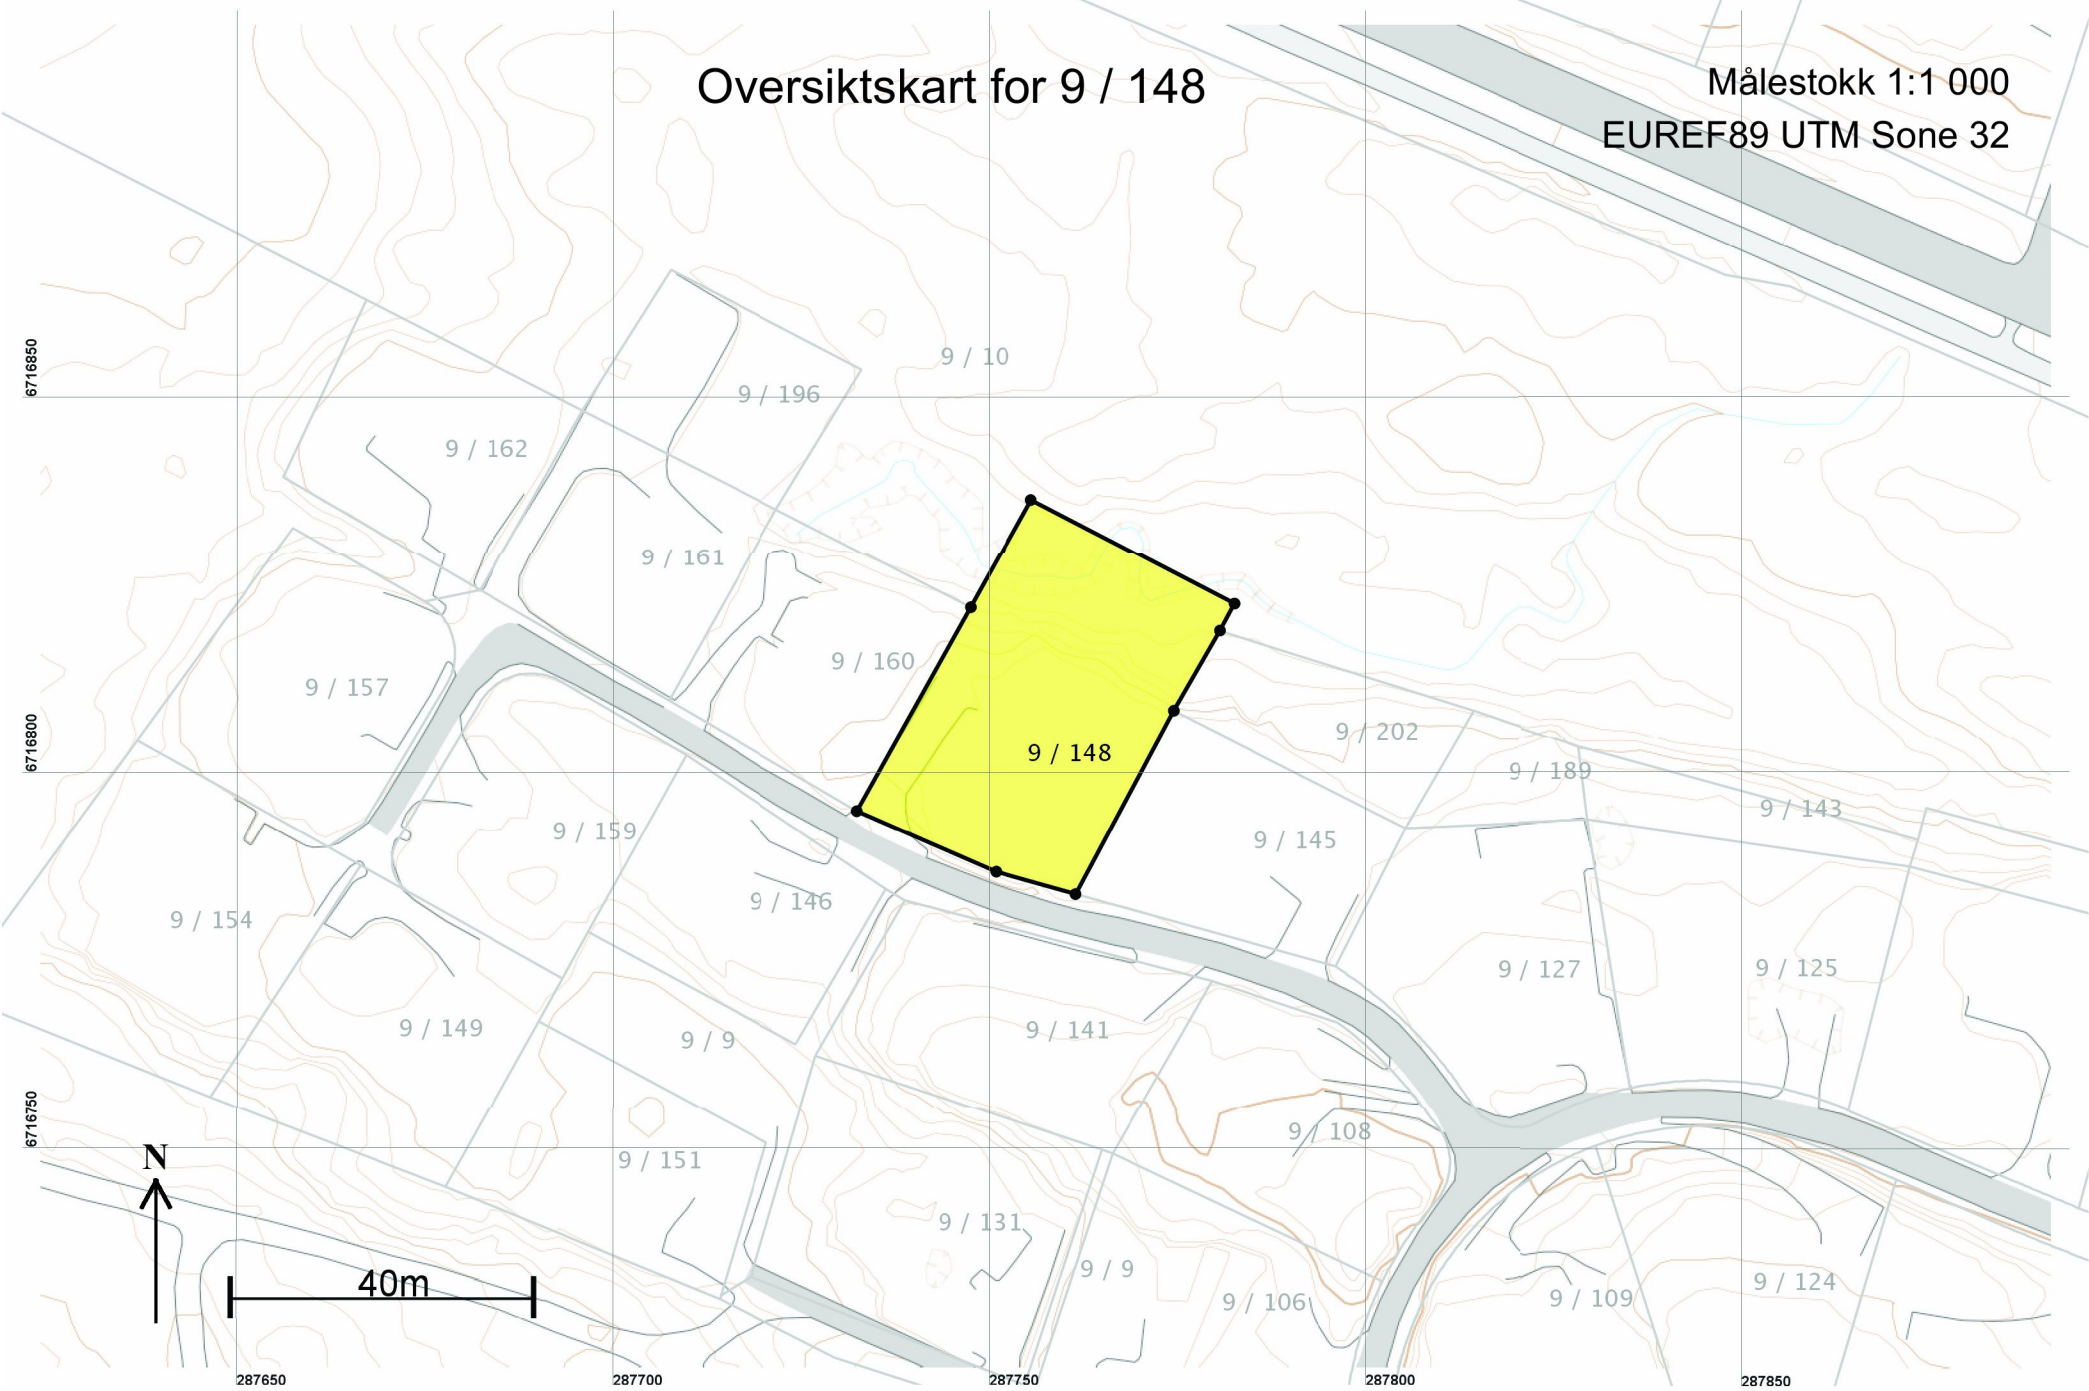 Oversiktskart for 9 / 148
Målestokk 1:1 000
EUREF89 UTM Sone 32
6716850
9 / 10
9 / 196
9 / 162
9 / 161
9 / 160
9 / 157
6716800
9 / 148
9 / 202
9 / 189
9 / 143
9 / 159
9 / 145
9 / 146
9 / 154
9 / 127
9 / 125
9 / 149
9 / 9
9 / 141
6716750
9 / 108
N
9 / 151
9 / 131
9 / 9
40m
9 / 106
9 / 109
9 / 124
287650
287700
287750
287800
287850